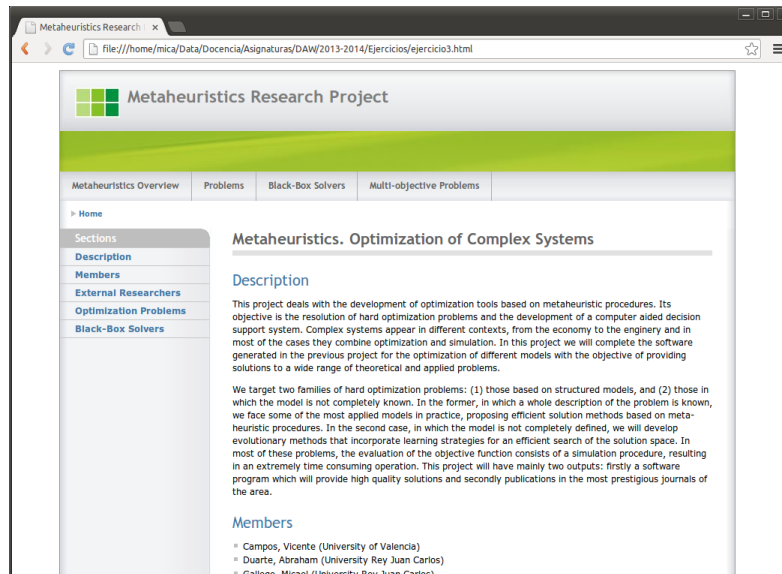 Metaheuristics Research
file:///home/mica/Data/Docencia/Asignaturas/DAW/2013-2014/Ejercicios/ejercicio3.html
Metaheuristics Research Project
Metaheuristics Overview
Problems
Black-Box Solvers
Multi-objective Problems
Home
Sections
Description
Members
External Researchers
Optimization Problems
Black-Box Solvers
Metaheuristics. Optimization of Complex Systems
Description
This project deals with the development of optimization tools based on metaheuristic procedures. Its
objective is the resolution of hard optimization problems and the development of a computer aided decision
support system. Complex systems appear in different contexts, from the economy to the enginery and in
most of the cases they combine optimization and simulation. In this project we will complete the software
generated in the previous project for the optimization of different models with the objective of providing
solutions to a wide range of theoretical and applied problems.
We target two families of hard optimization problems: (1) those based on structured models, and (2) those in
which the model is not completely known. In the former, in which a whole description of the problem is known,
we face some of the most applied models in practice, proposing efficient solution methods based on meta-
heuristic procedures. In the second case, in which the model is not completely defined, we will develop
evolutionary methods that incorporate learning strategies for an efficient search of the solution space. In
most of these problems, the evaluation of the objective function consists of a simulation procedure, resulting
in an extremely time consuming operation. This project will have mainly two outputs: firstly a software
program which will provide high quality solutions and secondly publications in the most prestigious journals of
the area.
Members
Campos, Vicente (University of Valencia)
Duarte, Abraham (University Rey Juan Carlos)
Gallego, Micael (University Rey Juan Carlos)